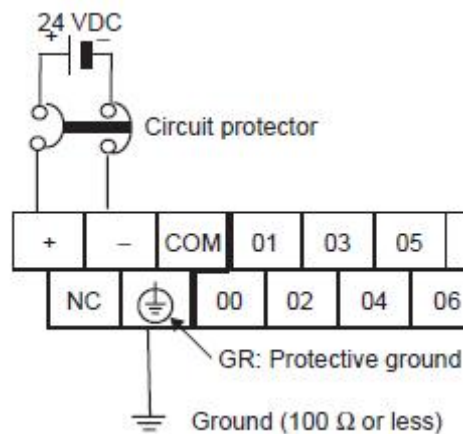 24 VDC
+ –
Circuit protector
+ – COM 01 03 05
NC 00 02 04 06
GR: Protective ground
Ground (100 Ω or less)